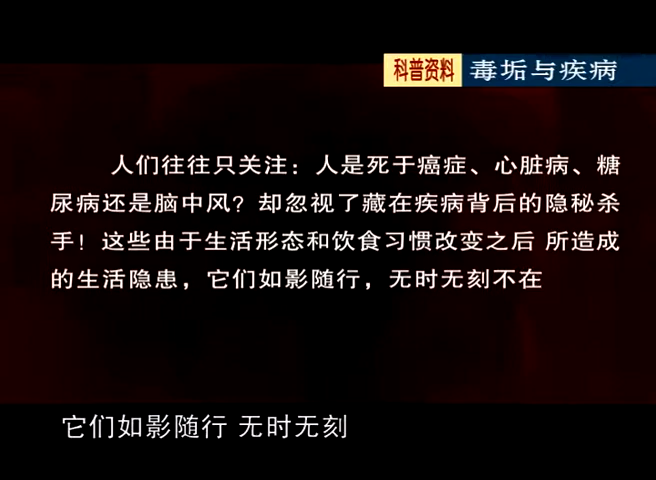 科普资料 毒垢与疾病
人们往往只关注：人是死于癌症、心脏病、糖
尿病还是脑中风？却忽视了藏在疾病背后的隐秘杀
手！这些由于生活形态和饮食习惯改变之后 所造成
的生活隐患，它们如影随行，无时无刻不在
它们如影随行 无时无刻